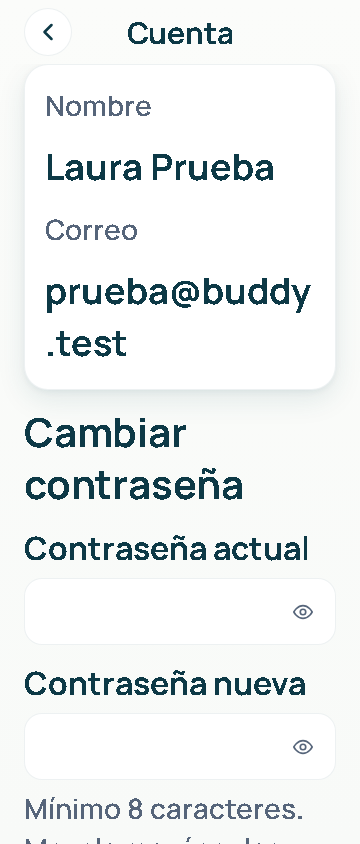 Cuenta
Nombre
Laura Prueba
Correo
prueba@buddy
.test
Cambiar
contraseña
Contraseña actual
Contraseña nueva
Mínimo 8 caracteres.